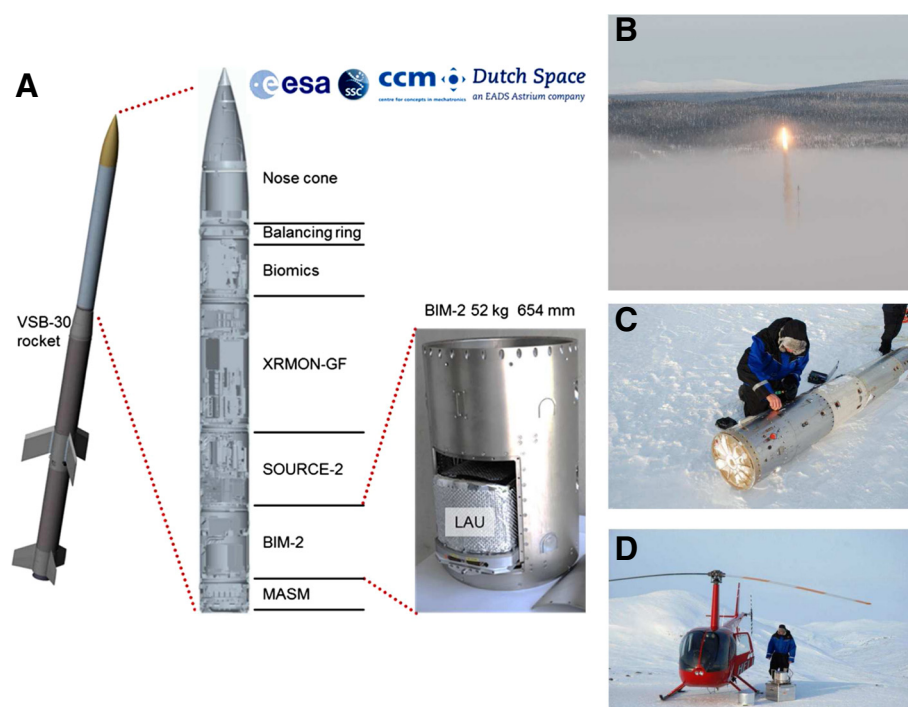 A
esa
SSC
ccm
centre for concepts in mechatronics
Dutch Space
an EADS Astrium company
VSB-30
rocket
Nose cone
Balancing ring
Biomics
XRMON-GF
SOURCE-2
BIM-2
MASM
BIM-2 52 kg 654 mm
LAU
B
C
D